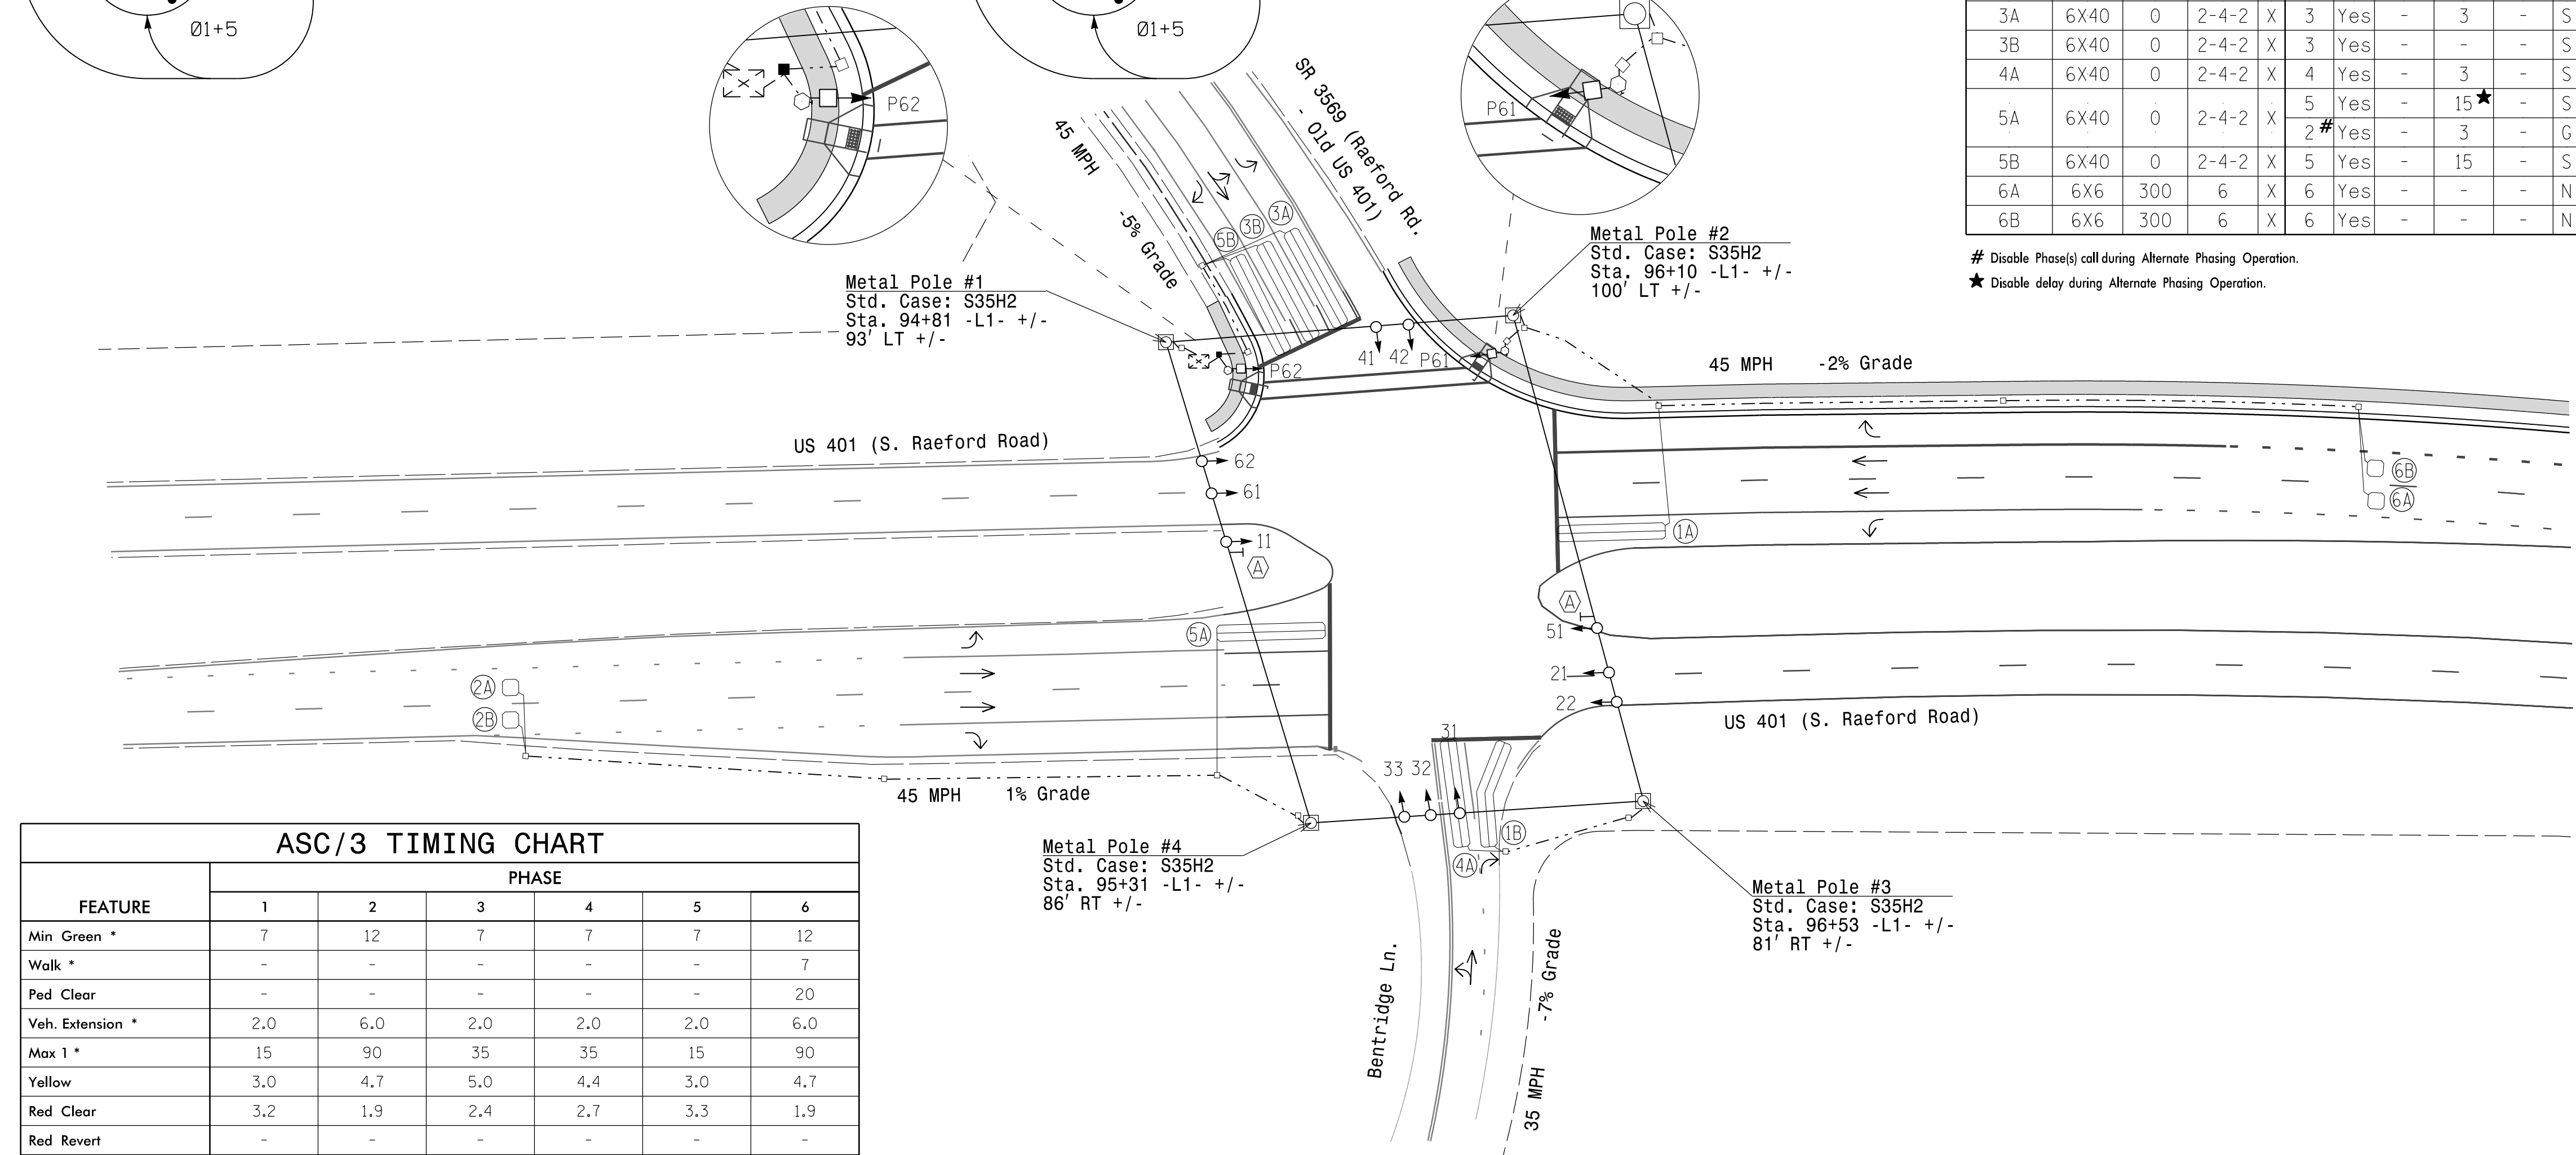 Ø1+5
Ø1+5
P62
P61
3A 6X40 0 2-4-2 X 3 Yes - 3 - S
3B 6X40 0 2-4-2 X 3 Yes - - - S
4A 6X40 0 2-4-2 X 4 Yes - 3 - S
5A 6X40 0 2-4-2 X 5 Yes - 15★ - S
2# Yes - 3 - G
5B 6X40 0 2-4-2 X 5 Yes - 15 - S
6A 6X6 300 6 X 6 Yes - - - N
6B 6X6 300 6 X 6 Yes - - - N
# Disable Phase(s) call during Alternate Phasing Operation.
★ Disable delay during Alternate Phasing Operation.
45 MPH
-5% Grade
SR 3569 (Raeford Rd.
- Old US 401)
5B
3B
3A
Metal Pole #1
Std. Case: S35H2
Sta. 94+81 -L1- +/-
93' LT +/-
Metal Pole #2
Std. Case: S35H2
Sta. 96+10 -L1- +/-
100' LT +/-
41
42
P61
P62
45 MPH -2% Grade
US 401 (S. Raeford Road)
62
61
11
A
6B
6A
1A
A
51
21
22
5A
2A
2B
US 401 (S. Raeford Road)
31
33
32
1B
4A
45 MPH 1% Grade
Metal Pole #4
Std. Case: S35H2
Sta. 95+31 -L1- +/-
86' RT +/-
Metal Pole #3
Std. Case: S35H2
Sta. 96+53 -L1- +/-
81' RT +/-
Bentridge Ln.
35 MPH -7% Grade
ASC/3 TIMING CHART
PHASE
FEATURE 1 2 3 4 5 6
Min Green * 7 12 7 7 7 12
Walk * - - - - - 7
Ped Clear - - - - - 20
Veh. Extension * 2.0 6.0 2.0 2.0 2.0 6.0
Max 1 * 15 90 35 35 15 90
Yellow 3.0 4.7 5.0 4.4 3.0 4.7
Red Clear 3.2 1.9 2.4 2.7 3.3 1.9
Red Revert - - - - - -